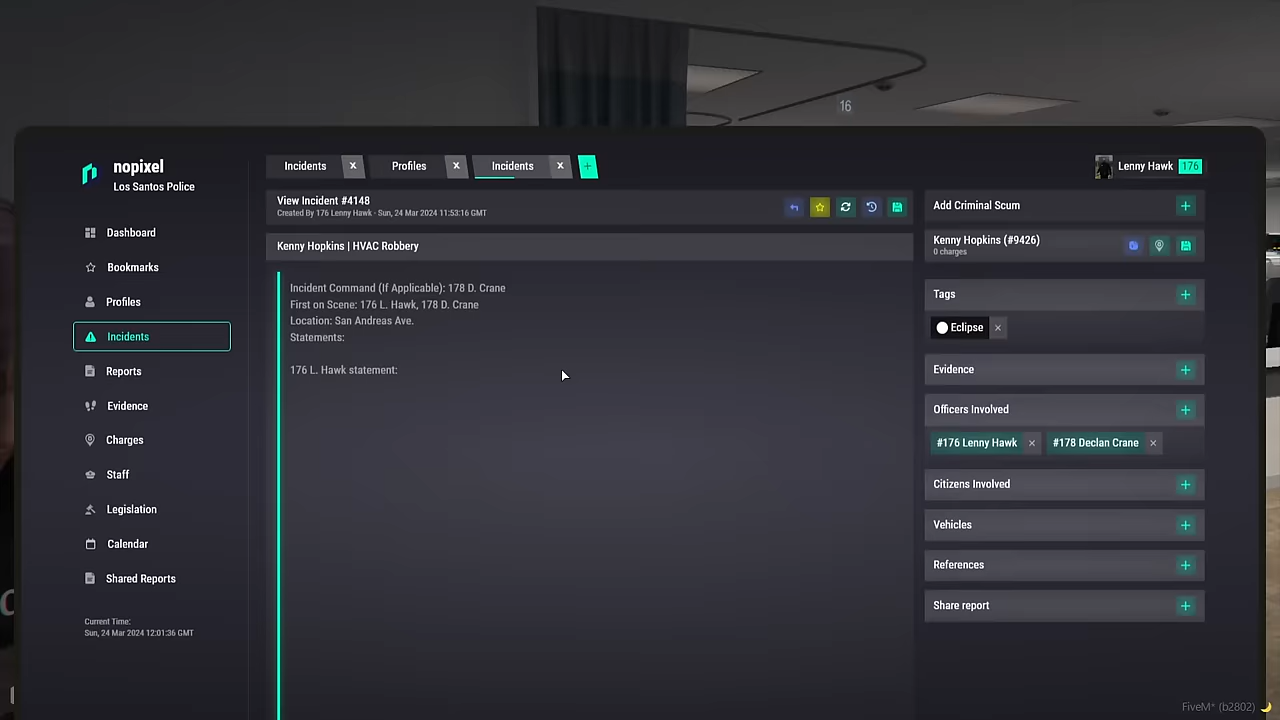 16
nopixel
Los Santos Police
Incidents x Profiles x Incidents x +
Lenny Hawk 176
Dashboard
Bookmarks
Profiles
Incidents
Reports
Evidence
Charges
Staff
Legislation
Calendar
Shared Reports
Current Time:
Sun, 24 Mar 2024 12:01:36 GMT
View Incident #4148
Created By 176 Lenny Hawk · Sun, 24 Mar 2024 11:53:16 GMT
Kenny Hopkins | HVAC Robbery
Incident Command (If Applicable): 178 D. Crane
First on Scene: 176 L. Hawk, 178 D. Crane
Location: San Andreas Ave.
Statements:
176 L. Hawk statement:
Add Criminal Scum +
Kenny Hopkins (#9426)
0 charges
Tags +
Eclipse x
Evidence +
Officers Involved +
#176 Lenny Hawk x #178 Declan Crane x
Citizens Involved +
Vehicles +
References +
Share report +
FiveM* (b2802)